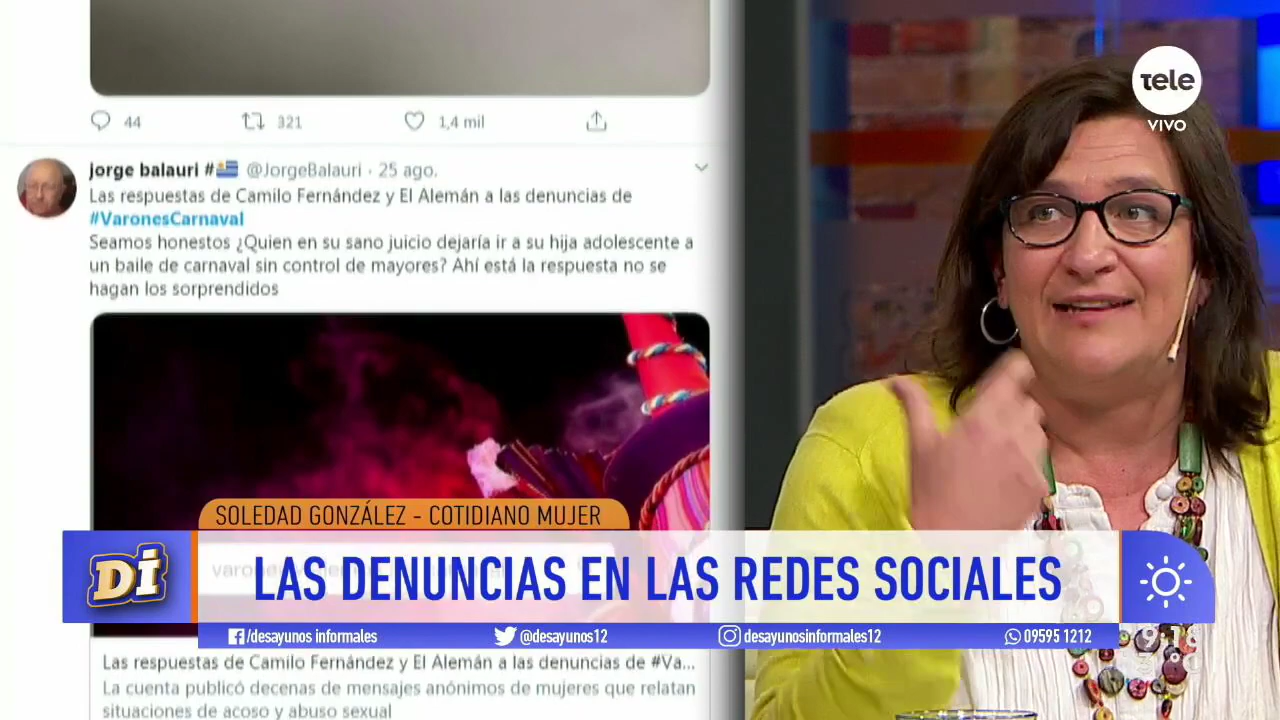 44 321 1,4 mil
jorge balauri # @JorgeBalauri · 25 ago.
Las respuestas de Camilo Fernández y El Alemán a las denuncias de
#VaronesCarnaval
Seamos honestos ¿Quien en su sano juicio dejaría ir a su hija adolescente a
un baile de carnaval sin control de mayores? Ahí está la respuesta no se
hagan los sorprendidos
tele
VIVO
SOLEDAD GONZÁLEZ - COTIDIANO MUJER
Di
LAS DENUNCIAS EN LAS REDES SOCIALES
/desayunos informales @desayunos12 desayunosinformales12 09595 1212
9:18
Las respuestas de Camilo Fernández y El Alemán a las denuncias de #Va...
La cuenta publicó decenas de mensajes anónimos de mujeres que relatan
situaciones de acoso y abuso sexual